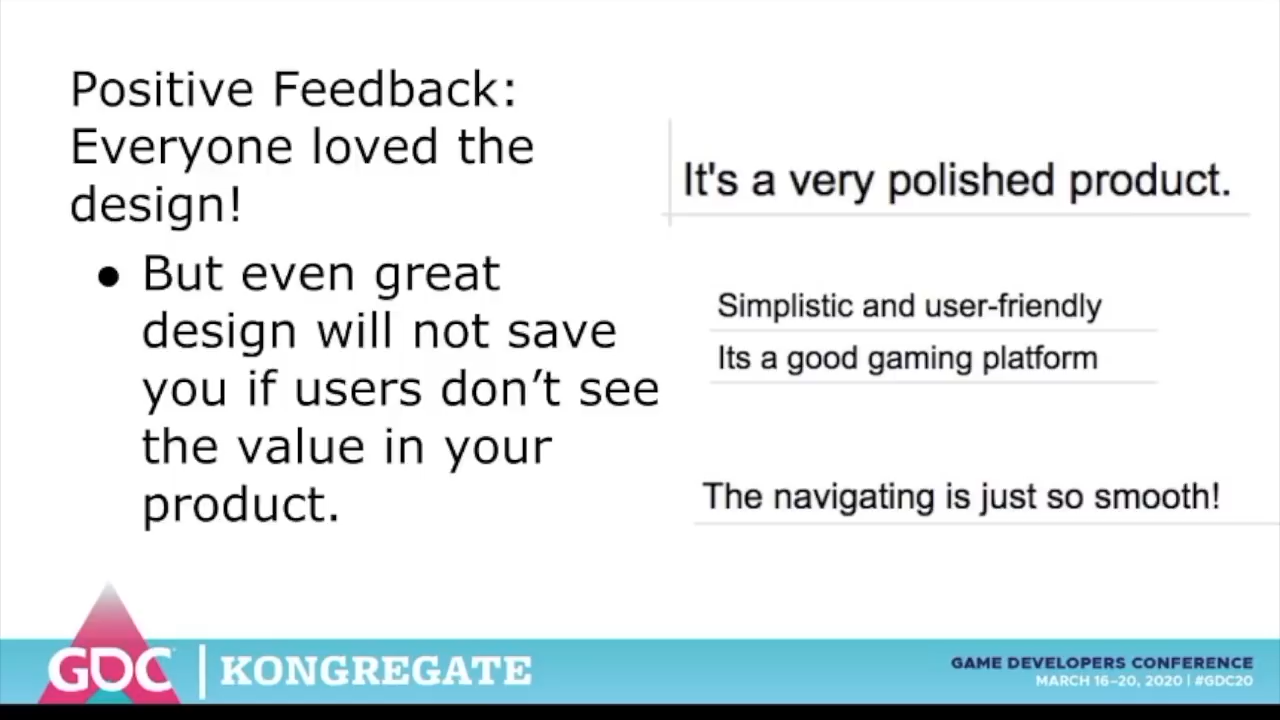 Positive Feedback:
Everyone loved the
design!
● But even great
design will not save
you if users don’t see
the value in your
product.
It's a very polished product.
Simplistic and user-friendly
Its a good gaming platform
The navigating is just so smooth!
GDC
KONGREGATE
GAME DEVELOPERS CONFERENCE
MARCH 16–20, 2020 | #GDC20